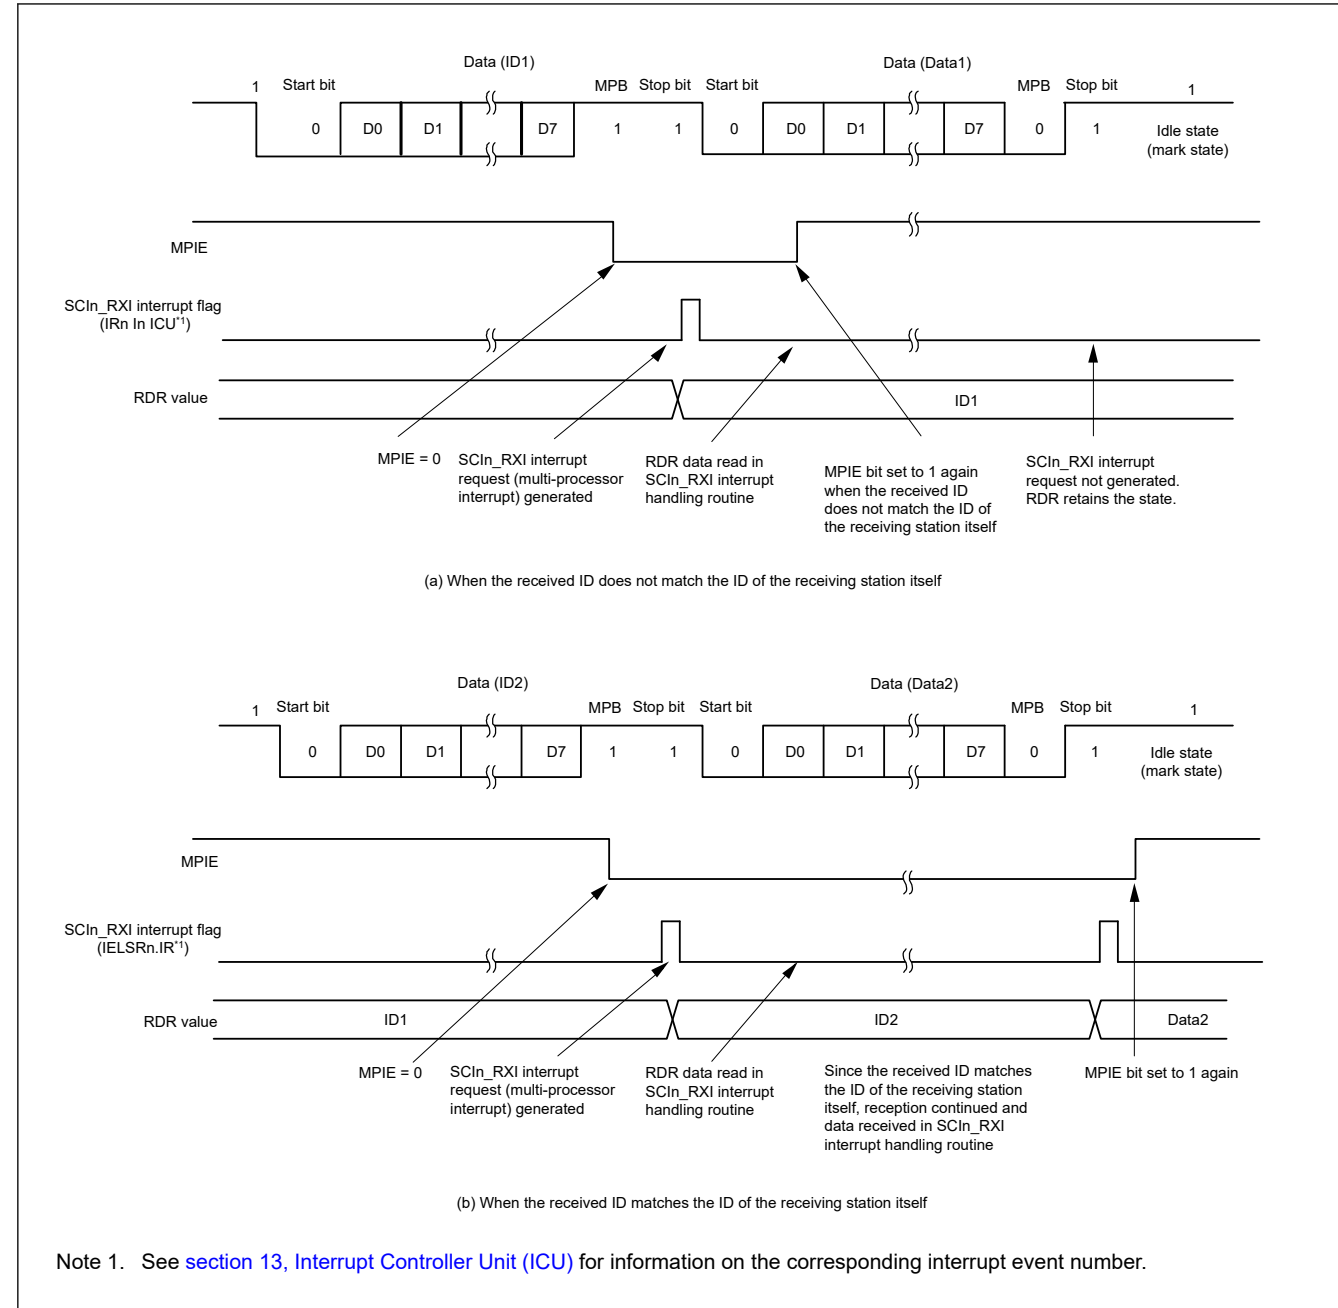 Data (ID1) Data (Data1)
1 Start bit MPB Stop bit Start bit MPB Stop bit 1
0 D0 D1 D7 1 1 0 D0 D1 D7 0 1 Idle state
(mark state)
MPIE
SCIn_RXI interrupt flag
(IRn In ICU*1)
RDR value ID1
MPIE = 0
SCIn_RXI interrupt
request (multi-processor
interrupt) generated
RDR data read in
SCIn_RXI interrupt
handling routine
MPIE bit set to 1 again
when the received ID
does not match the ID of
the receiving station itself
SCIn_RXI interrupt
request not generated.
RDR retains the state.
(a) When the received ID does not match the ID of the receiving station itself
Data (ID2) Data (Data2)
1 Start bit MPB Stop bit Start bit MPB Stop bit 1
0 D0 D1 D7 1 1 0 D0 D1 D7 0 1 Idle state
(mark state)
MPIE
SCIn_RXI interrupt flag
(IELSRn.IR*1)
RDR value ID1 ID2 Data2
MPIE = 0
SCIn_RXI interrupt
request (multi-processor
interrupt) generated
RDR data read in
SCIn_RXI interrupt
handling routine
Since the received ID matches
the ID of the receiving station
itself, reception continued and
data received in SCIn_RXI
interrupt handling routine
MPIE bit set to 1 again
(b) When the received ID matches the ID of the receiving station itself
Note 1. See section 13, Interrupt Controller Unit (ICU) for information on the corresponding interrupt event number.